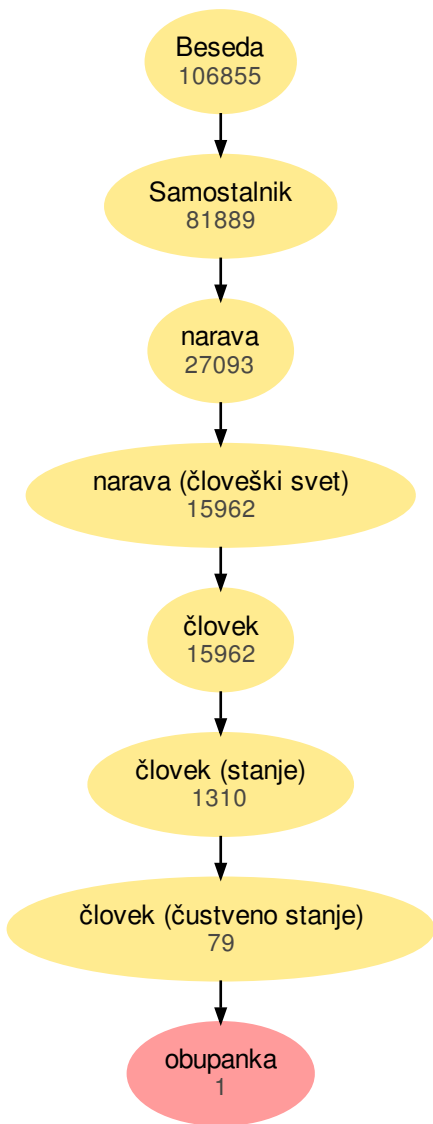 Beseda
106855
Samostalnik
81889
narava
27093
narava (človeški svet)
15962
človek
15962
človek (stanje)
1310
človek (čustveno stanje)
79
obupanka
1